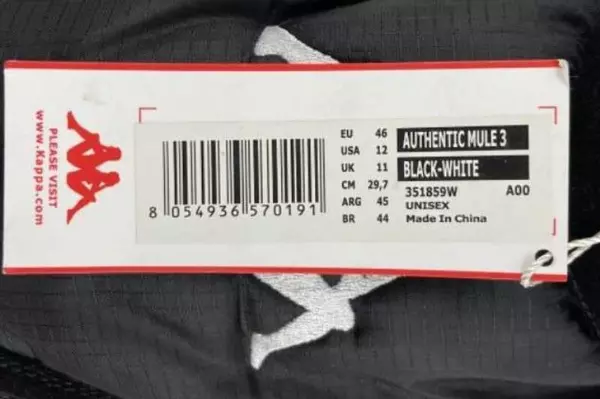 PLEASE VISIT
www.Kappa.com
8 054936 570191
EU 46
USA 12
UK 11
CM 29,7
ARG 45
BR 44
AUTHENTIC MULE 3
BLACK-WHITE
351859W A00
UNISEX
Made In China